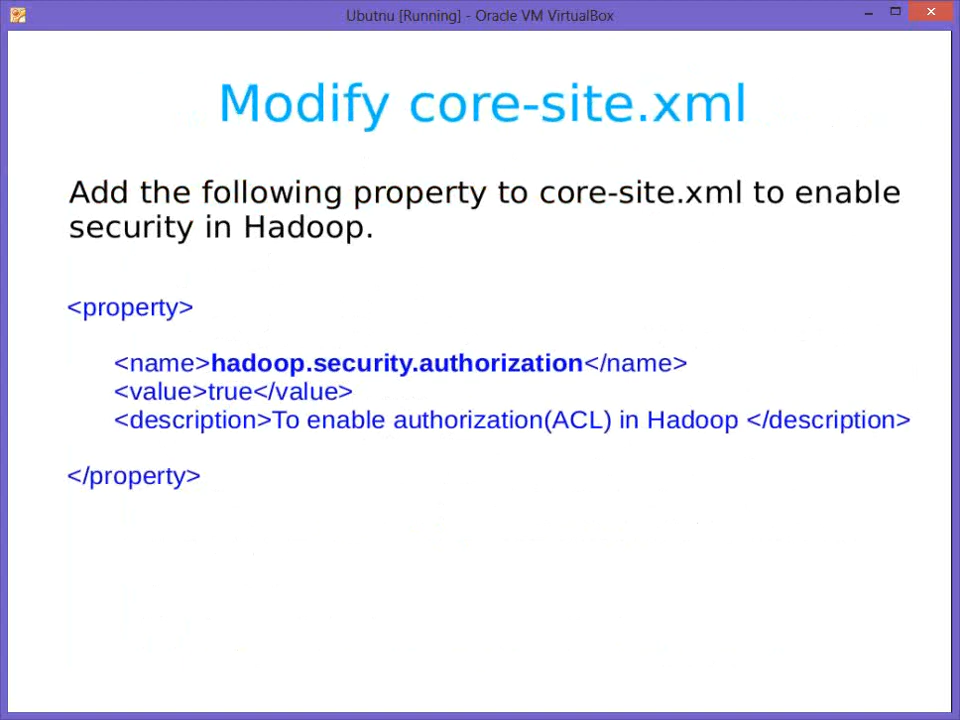 Ubutnu [Running] - Oracle VM VirtualBox
Modify core-site.xml
Add the following property to core-site.xml to enable
security in Hadoop.
<property>
<name>hadoop.security.authorization</name>
<value>true</value>
<description>To enable authorization(ACL) in Hadoop </description>
</property>